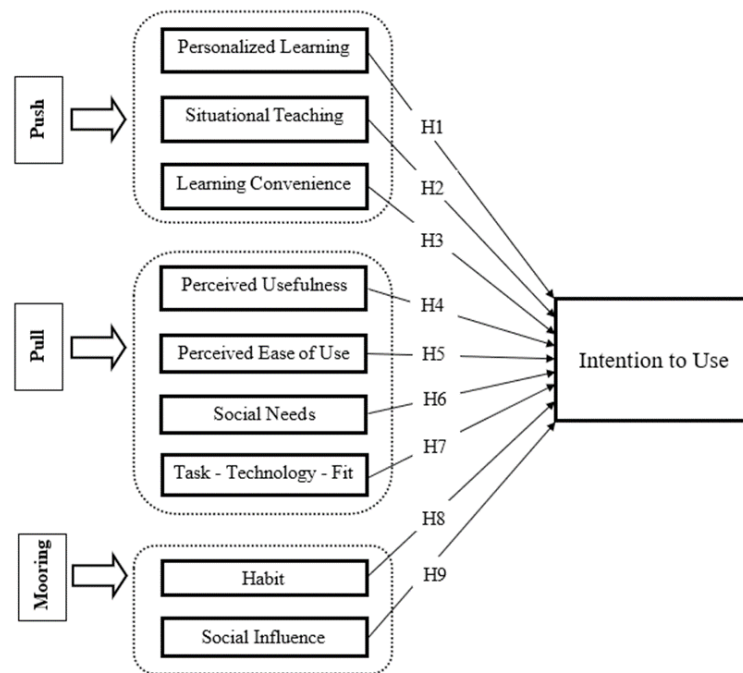 Push
Personalized Learning
Situational Teaching
Learning Convenience
H1
H2
H3
Pull
Perceived Usefulness
Perceived Ease of Use
Social Needs
Task - Technology - Fit
H4
H5
H6
H7
Intention to Use
Mooring
Habit
Social Influence
H8
H9